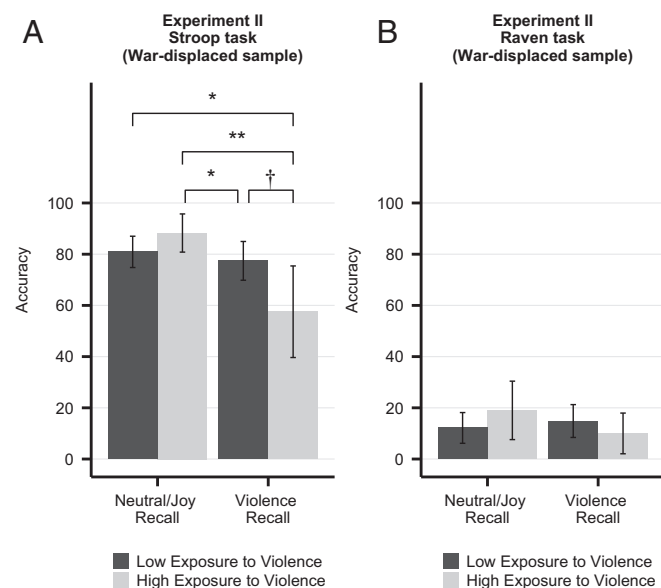 A
Experiment II
Stroop task
(War-displaced sample)
*
**
*
†
100
80
60
40
20
0
Accuracy
Neutral/Joy
Recall
Violence
Recall
Low Exposure to Violence
High Exposure to Violence
B
Experiment II
Raven task
(War-displaced sample)
100
80
60
40
20
0
Accuracy
Neutral/Joy
Recall
Violence
Recall
Low Exposure to Violence
High Exposure to Violence